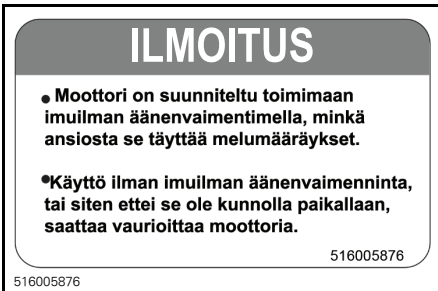 ILMOITUS
● Moottori on suunniteltu toimimaan
imuilman äänenvaimentimella, minkä
ansiosta se täyttää melumääräykset.
●Käyttö ilman imuilman äänenvaimenninta,
tai siten ettei se ole kunnolla paikallaan,
saattaa vaurioittaa moottoria.
516005876
516005876